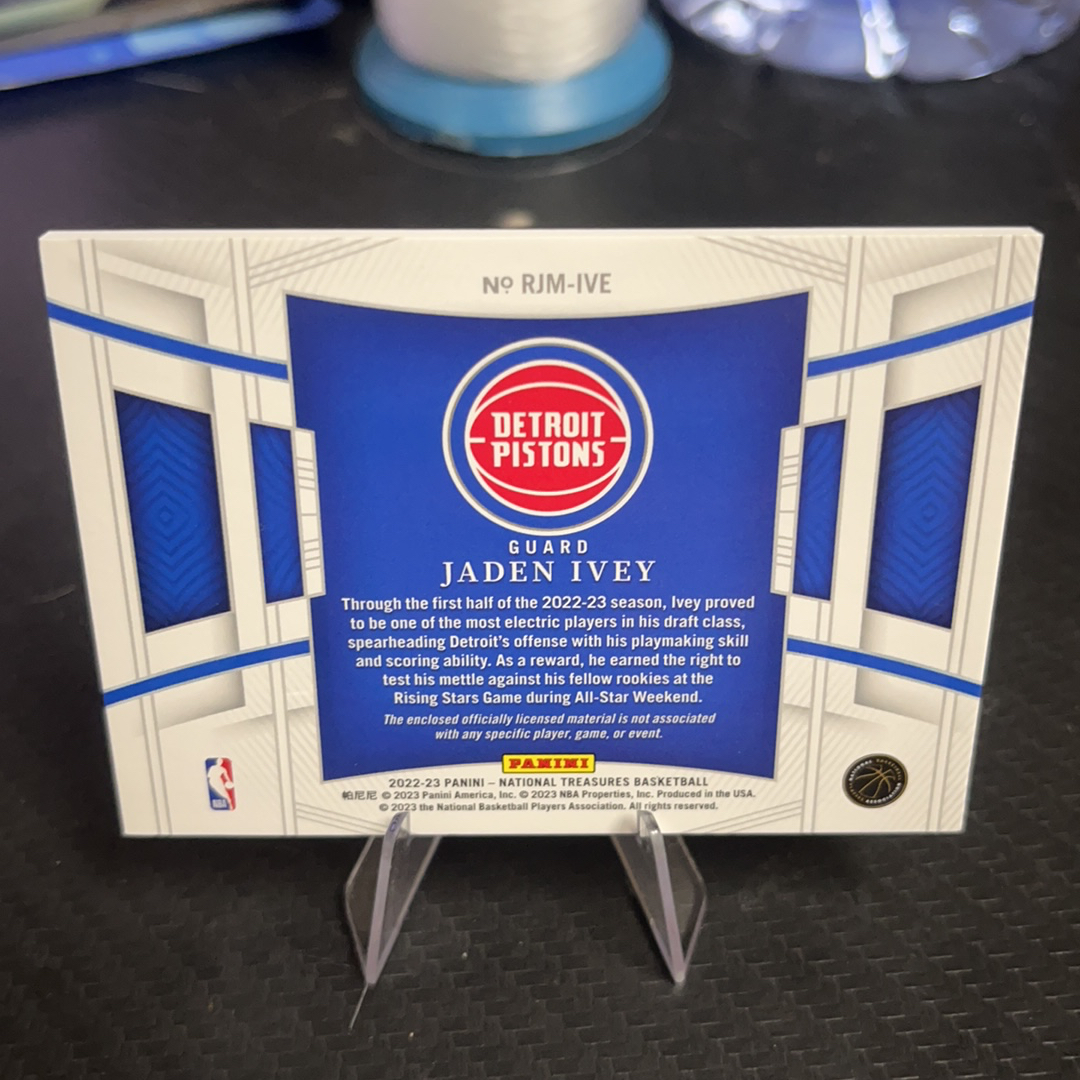 Nº RJM-IVE
DETROIT
PISTONS
GUARD
JADEN IVEY
Through the first half of the 2022-23 season, Ivey proved
to be one of the most electric players in his draft class,
spearheading Detroit's offense with his playmaking skill
and scoring ability. As a reward, he earned the right to
test his mettle against his fellow rookies at the
Rising Stars Game during All-Star Weekend.
The enclosed officially licensed material is not associated
with any specific player, game, or event.
PANINI
2022-23 PANINI – NATIONAL TREASURES BASKETBALL
帕尼尼 © 2023 Panini America, Inc. © 2023 NBA Properties, Inc. Produced in the USA.
© 2023 the National Basketball Players Association. All rights reserved.
NBA
NATIONAL BASKETBALL
PLAYERS ASSOCIATION